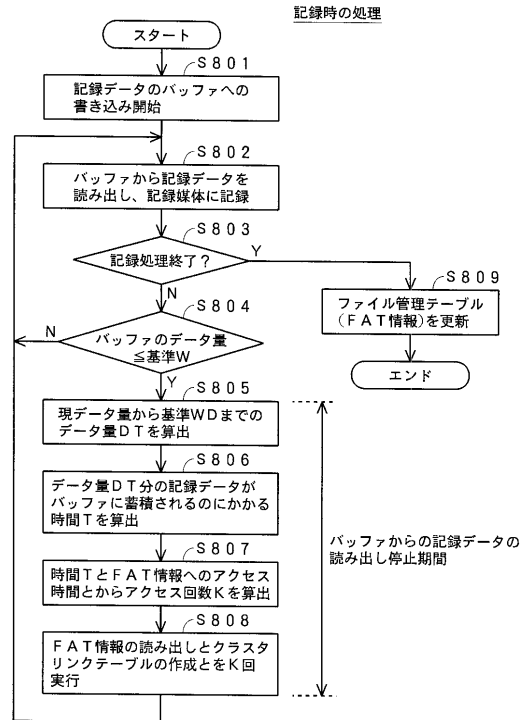 記録時の処理
スタート
S801
記録データのバッファへの
書き込み開始
S802
バッファから記録データを
読み出し、記録媒体に記録
S803
記録処理終了?
Y
N
S809
ファイル管理テーブル
(FAT情報)を更新
エンド
S804
バッファのデータ量
≦基準W
N
Y
S805
現データ量から基準WDまでの
データ量DTを算出
S806
データ量DT分の記録データが
バッファに蓄積されるのにかかる
時間Tを算出
S807
時間TとFAT情報へのアクセス
時間とからアクセス回数Kを算出
S808
FAT情報の読み出しとクラスタ
リンクテーブルの作成とをK回
実行
バッファからの記録データの
読み出し停止期間